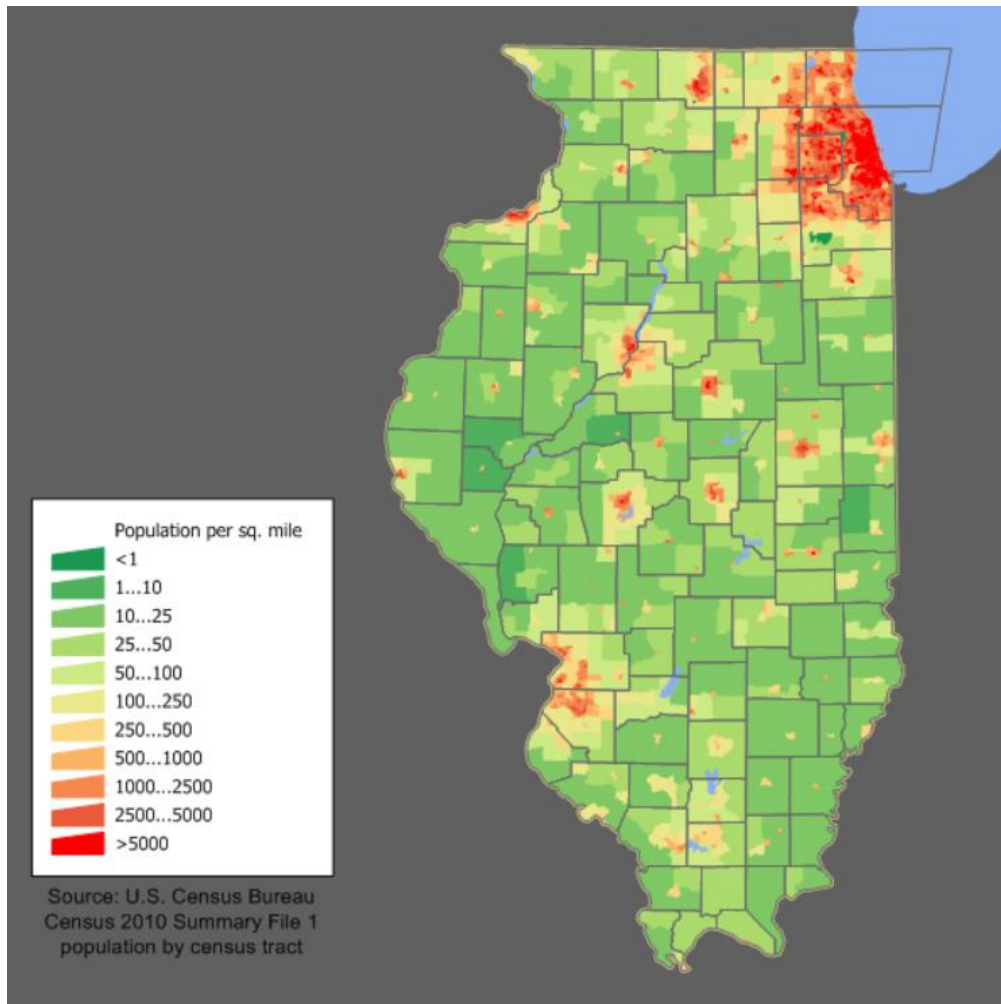 Population per sq. mile
<1
1...10
10...25
25...50
50...100
100...250
250...500
500...1000
1000...2500
2500...5000
>5000
Source: U.S. Census Bureau
Census 2010 Summary File 1
population by census tract